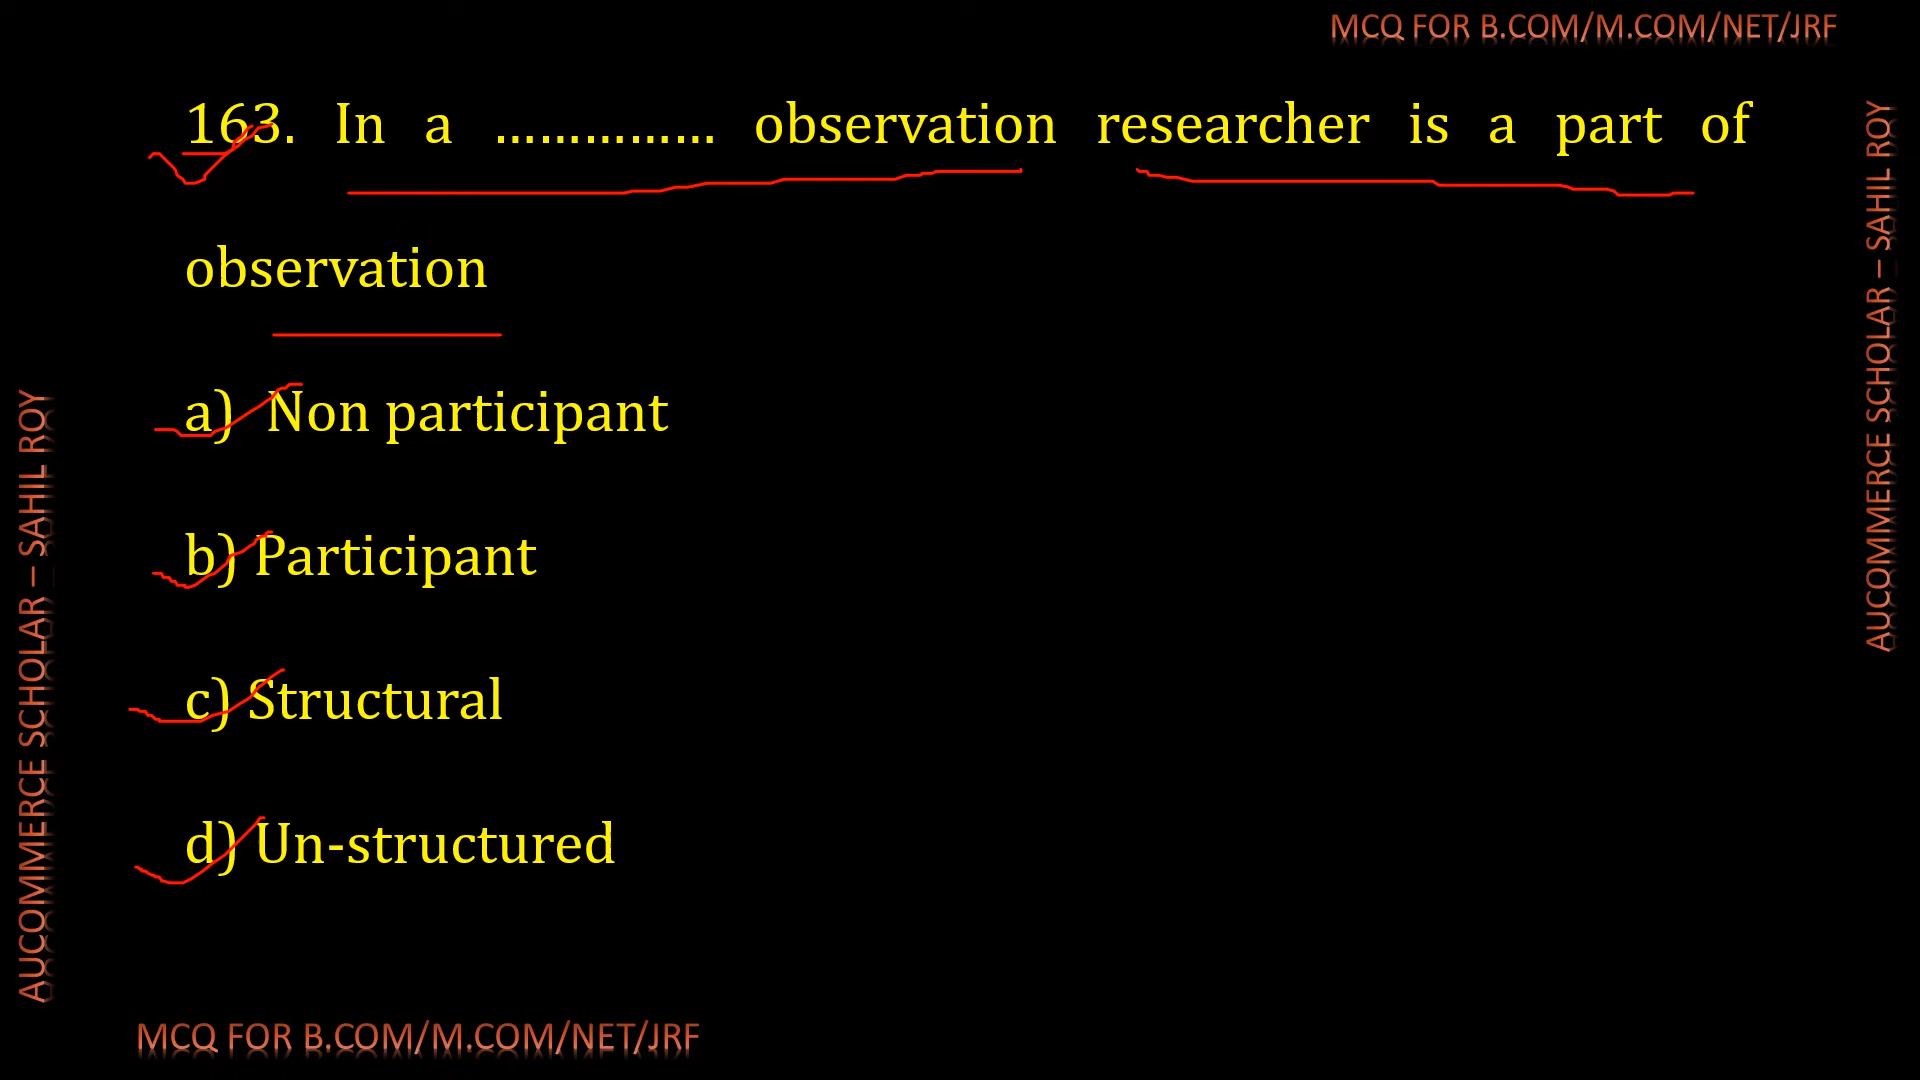 MCQ FOR B.COM/M.COM/NET/JRF
163. In a ............... observation researcher is a part of
observation
a) Non participant
b) Participant
c) Structural
d) Un-structured
AUCOMMERCE SCHOLAR – SAHIL ROY
AUCOMMERCE SCHOLAR – SAHIL ROY
MCQ FOR B.COM/M.COM/NET/JRF